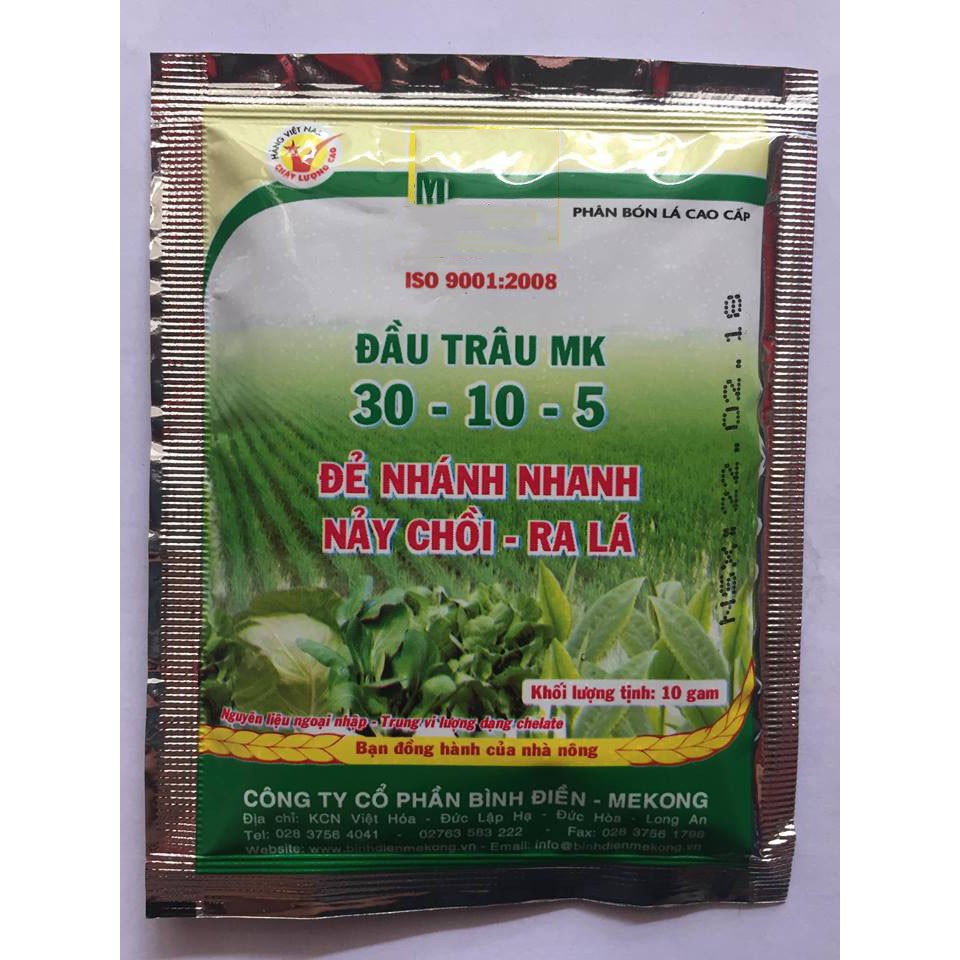 HÀNG VIỆT NAM
CHẤT LƯỢNG CAO
M
PHÂN BÓN LÁ CAO CẤP
ISO 9001:2008
ĐẦU TRÂU MK
30 - 10 - 5
ĐẺ NHÁNH NHANH
NẢY CHỒI - RA LÁ
Khối lượng tịnh: 10 gam
Nguyên liệu ngoại nhập - Trung vi lượng dạng chelate
Bạn đồng hành của nhà nông
CÔNG TY CỔ PHẦN BÌNH ĐIỀN - MEKONG
Địa chỉ: KCN Việt Hóa - Đức Lập Hạ - Đức Hòa - Long An
Tel: 028 3756 4041 - 02763 583 222 - Fax: 028 3756 1798
Website: www.binhdienmekong.vn - Email: info@binhdienmekong.vn